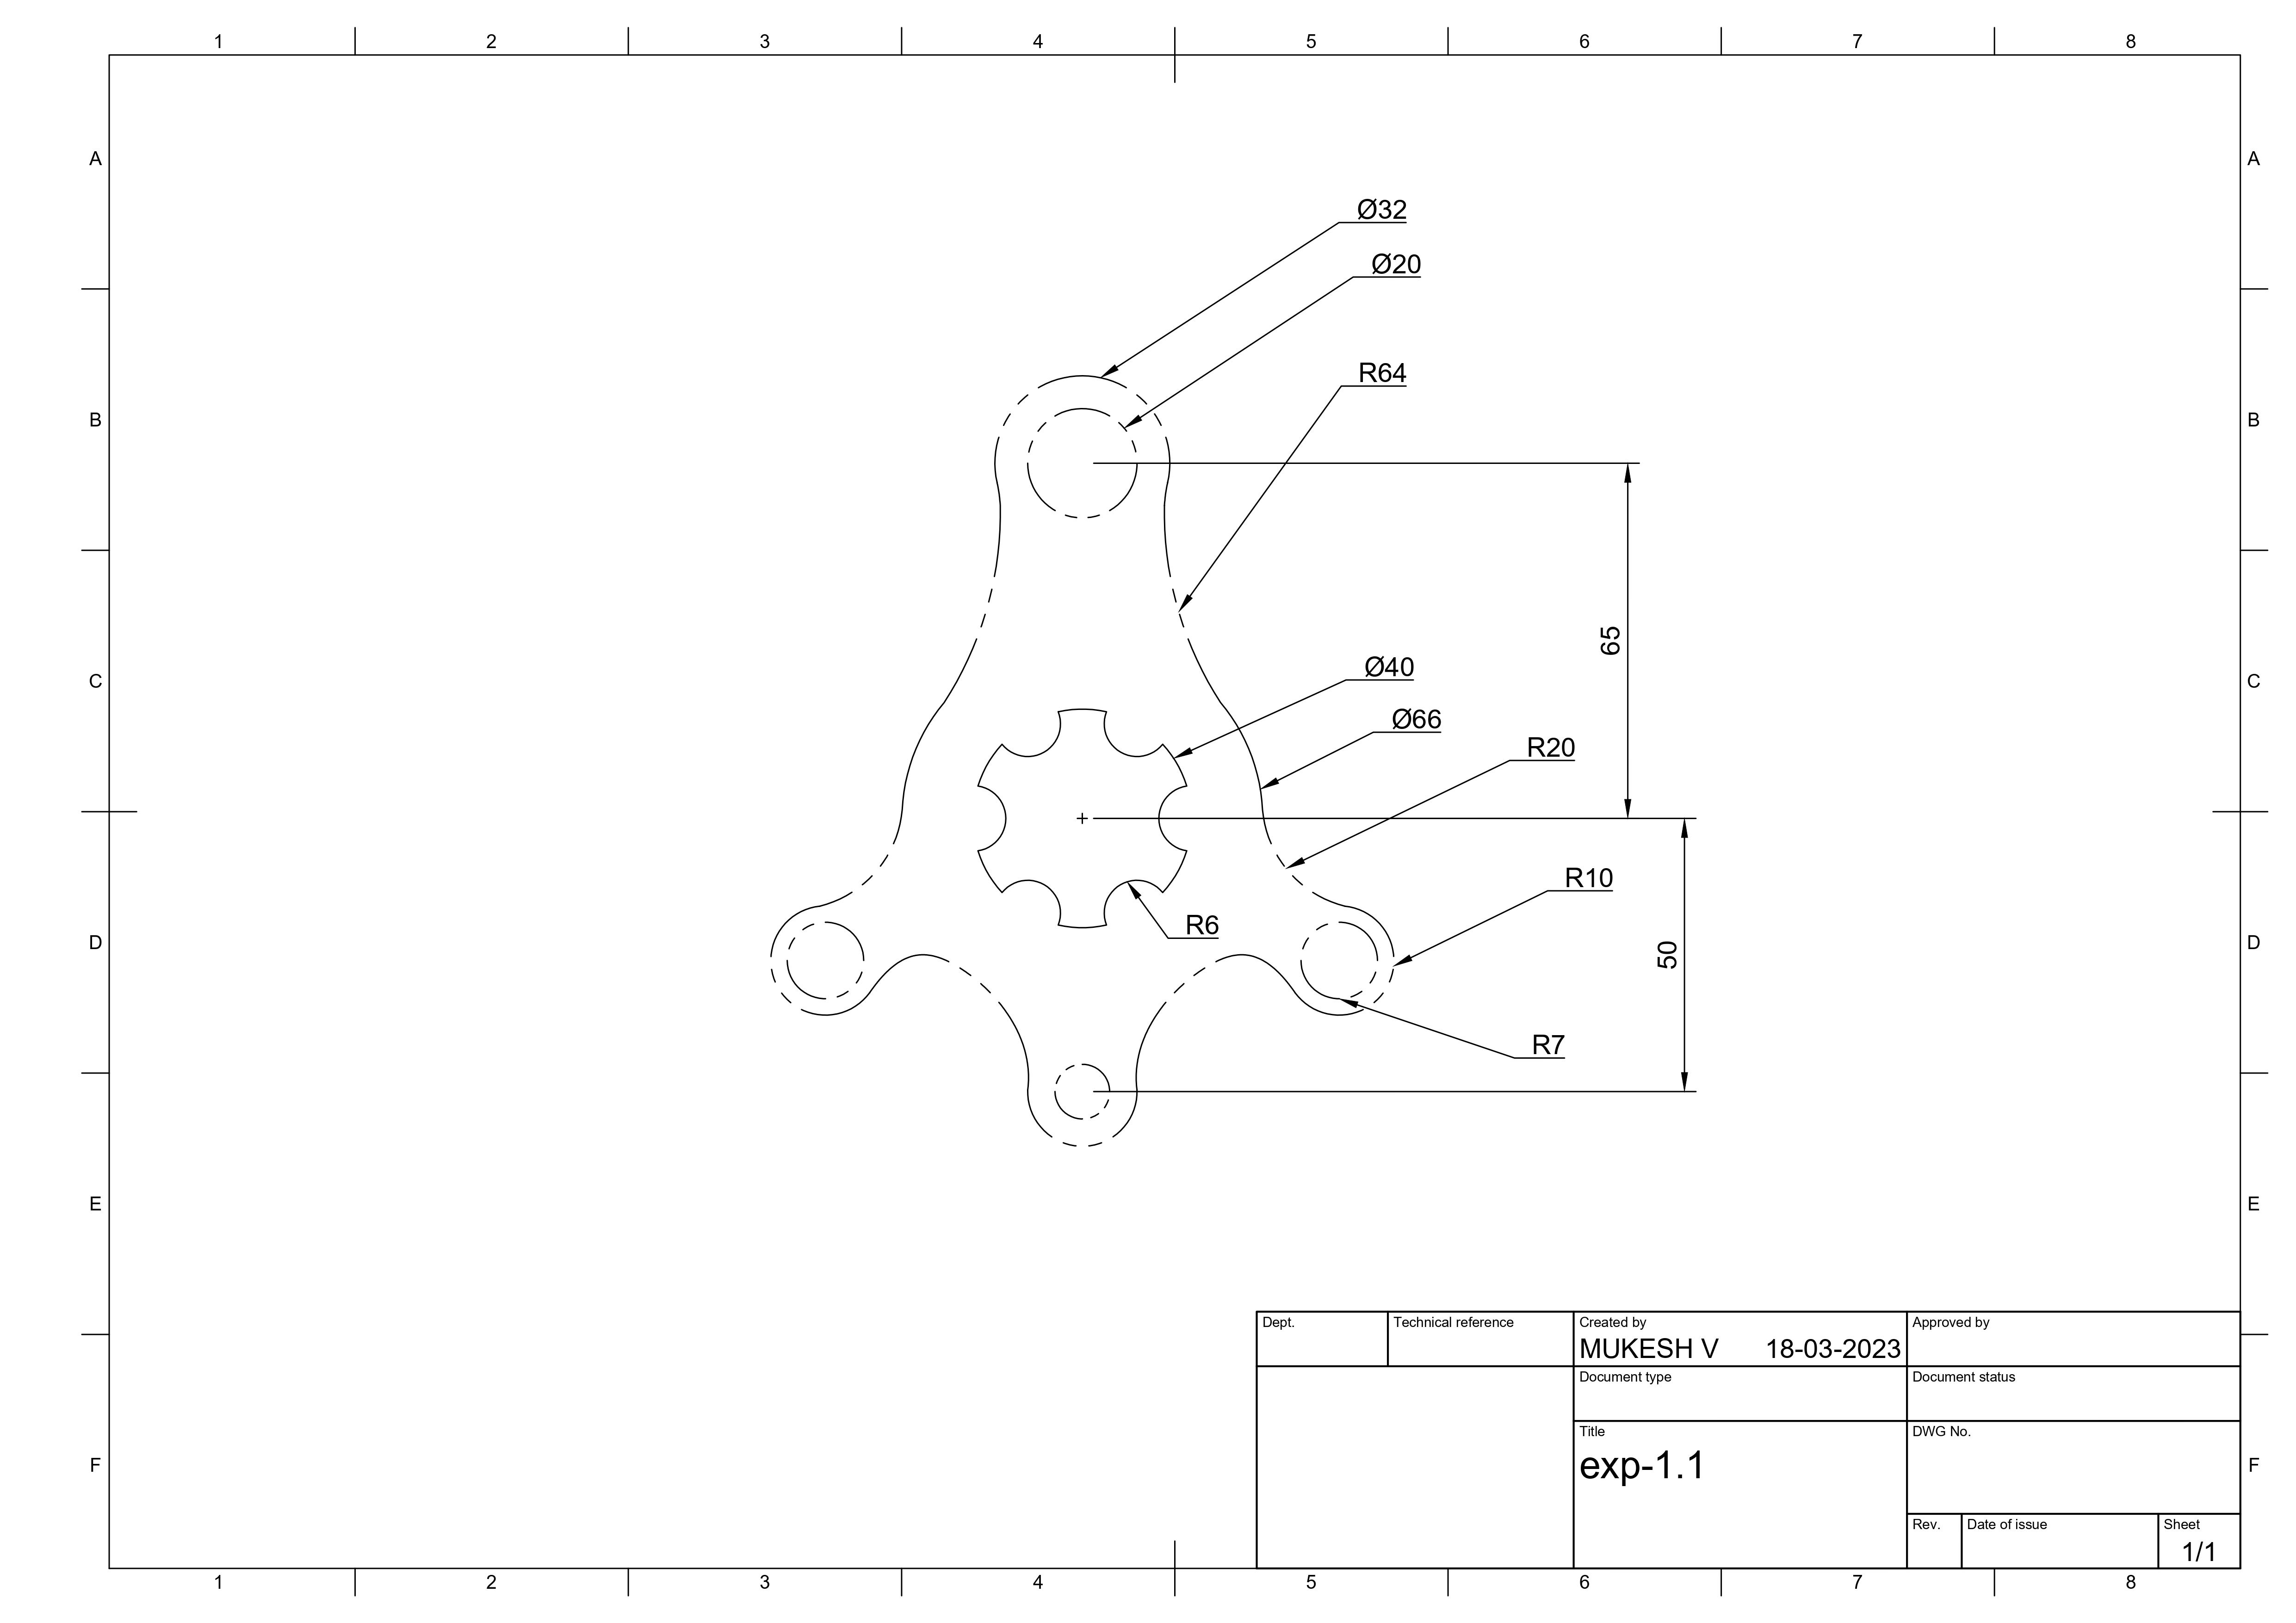 1 2 3 4 5 6 7 8
A A
Ø32
Ø20
R64
B B
65
C C
Ø40
Ø66
R20
R10
R6
D D
50
R7
E E
Dept. Technical reference Created by Approved by
MUKESH V 18-03-2023
Document type Document status
Title DWG No.
exp-1.1
F F
Rev. Date of issue Sheet
1/1
1 2 3 4 5 6 7 8